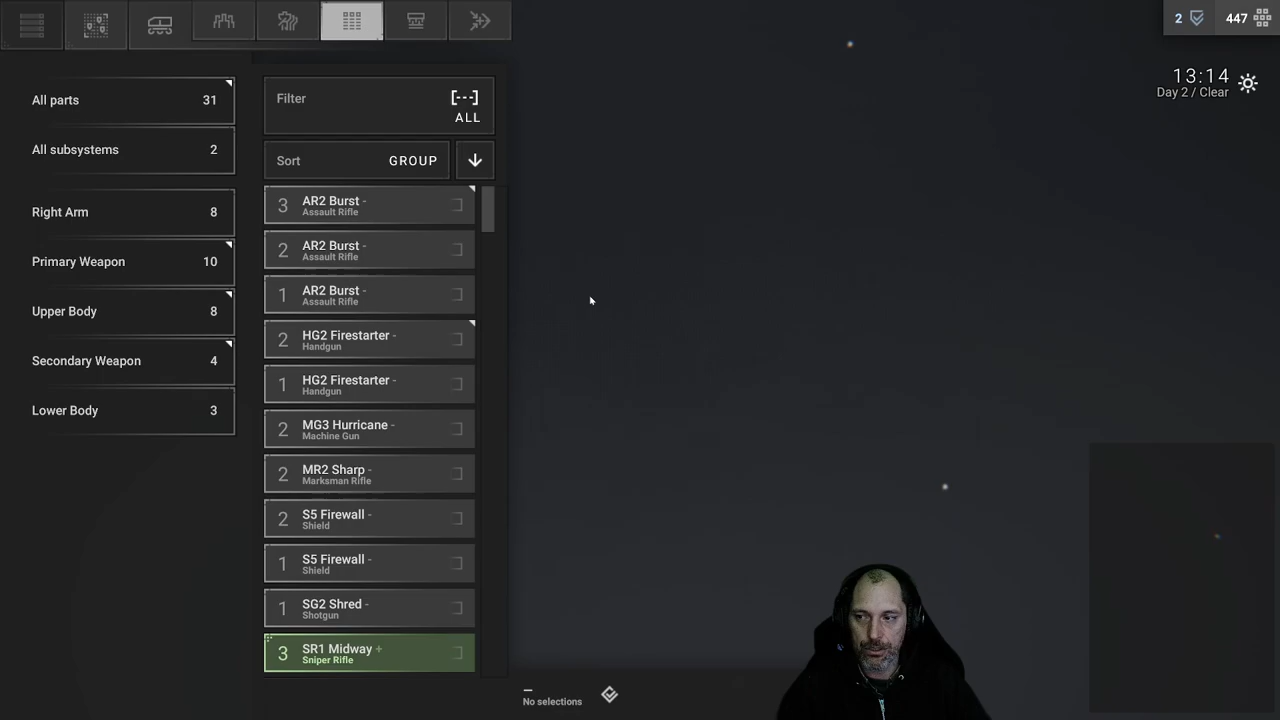 2
447
13:14
Day 2 / Clear
All parts 31
All subsystems 2
Right Arm 8
Primary Weapon 10
Upper Body 8
Secondary Weapon 4
Lower Body 3
Filter
[---]
ALL
Sort GROUP
3 AR2 Burst -
Assault Rifle
2 AR2 Burst -
Assault Rifle
1 AR2 Burst -
Assault Rifle
2 HG2 Firestarter -
Handgun
1 HG2 Firestarter -
Handgun
2 MG3 Hurricane -
Machine Gun
2 MR2 Sharp -
Marksman Rifle
2 S5 Firewall -
Shield
1 S5 Firewall -
Shield
1 SG2 Shred -
Shotgun
3 SR1 Midway +
Sniper Rifle
–
No selections